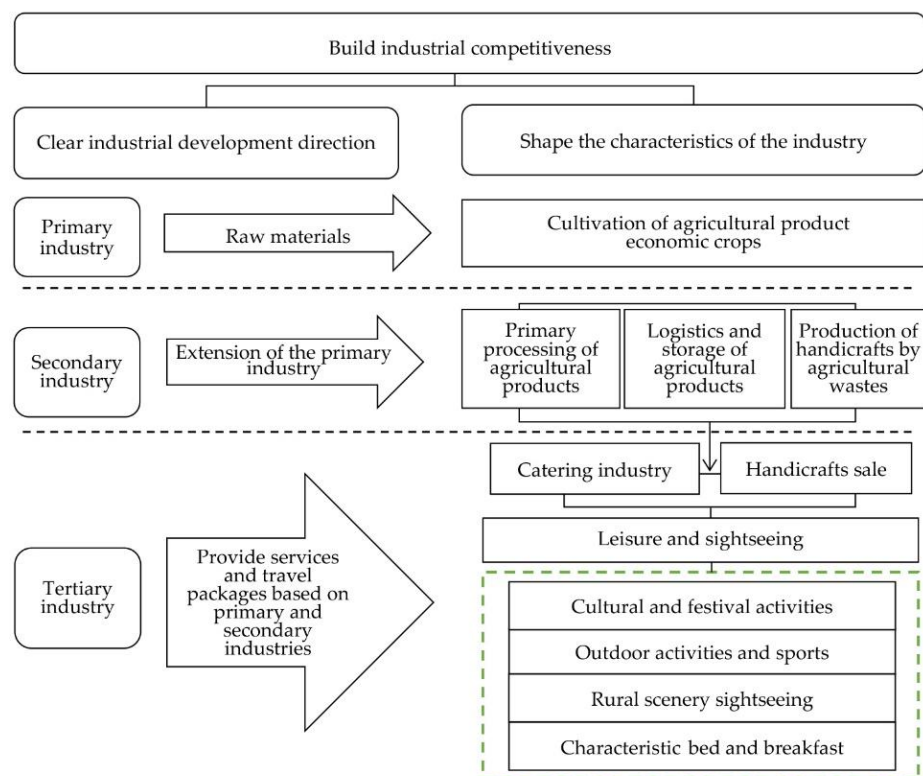 Build industrial competitiveness
Clear industrial development direction
Shape the characteristics of the industry
Primary
industry
Raw materials
Cultivation of agricultural product
economic crops
Secondary
industry
Extension of the primary
industry
Primary
processing of
agricultural
products
Logistics and
storage of
agricultural
products
Production of
handicrafts by
agricultural
wastes
Catering industry
Handicrafts sale
Tertiary
industry
Provide services
and travel
packages based on
primary and
secondary
industries
Leisure and sightseeing
Cultural and festival activities
Outdoor activities and sports
Rural scenery sightseeing
Characteristic bed and breakfast